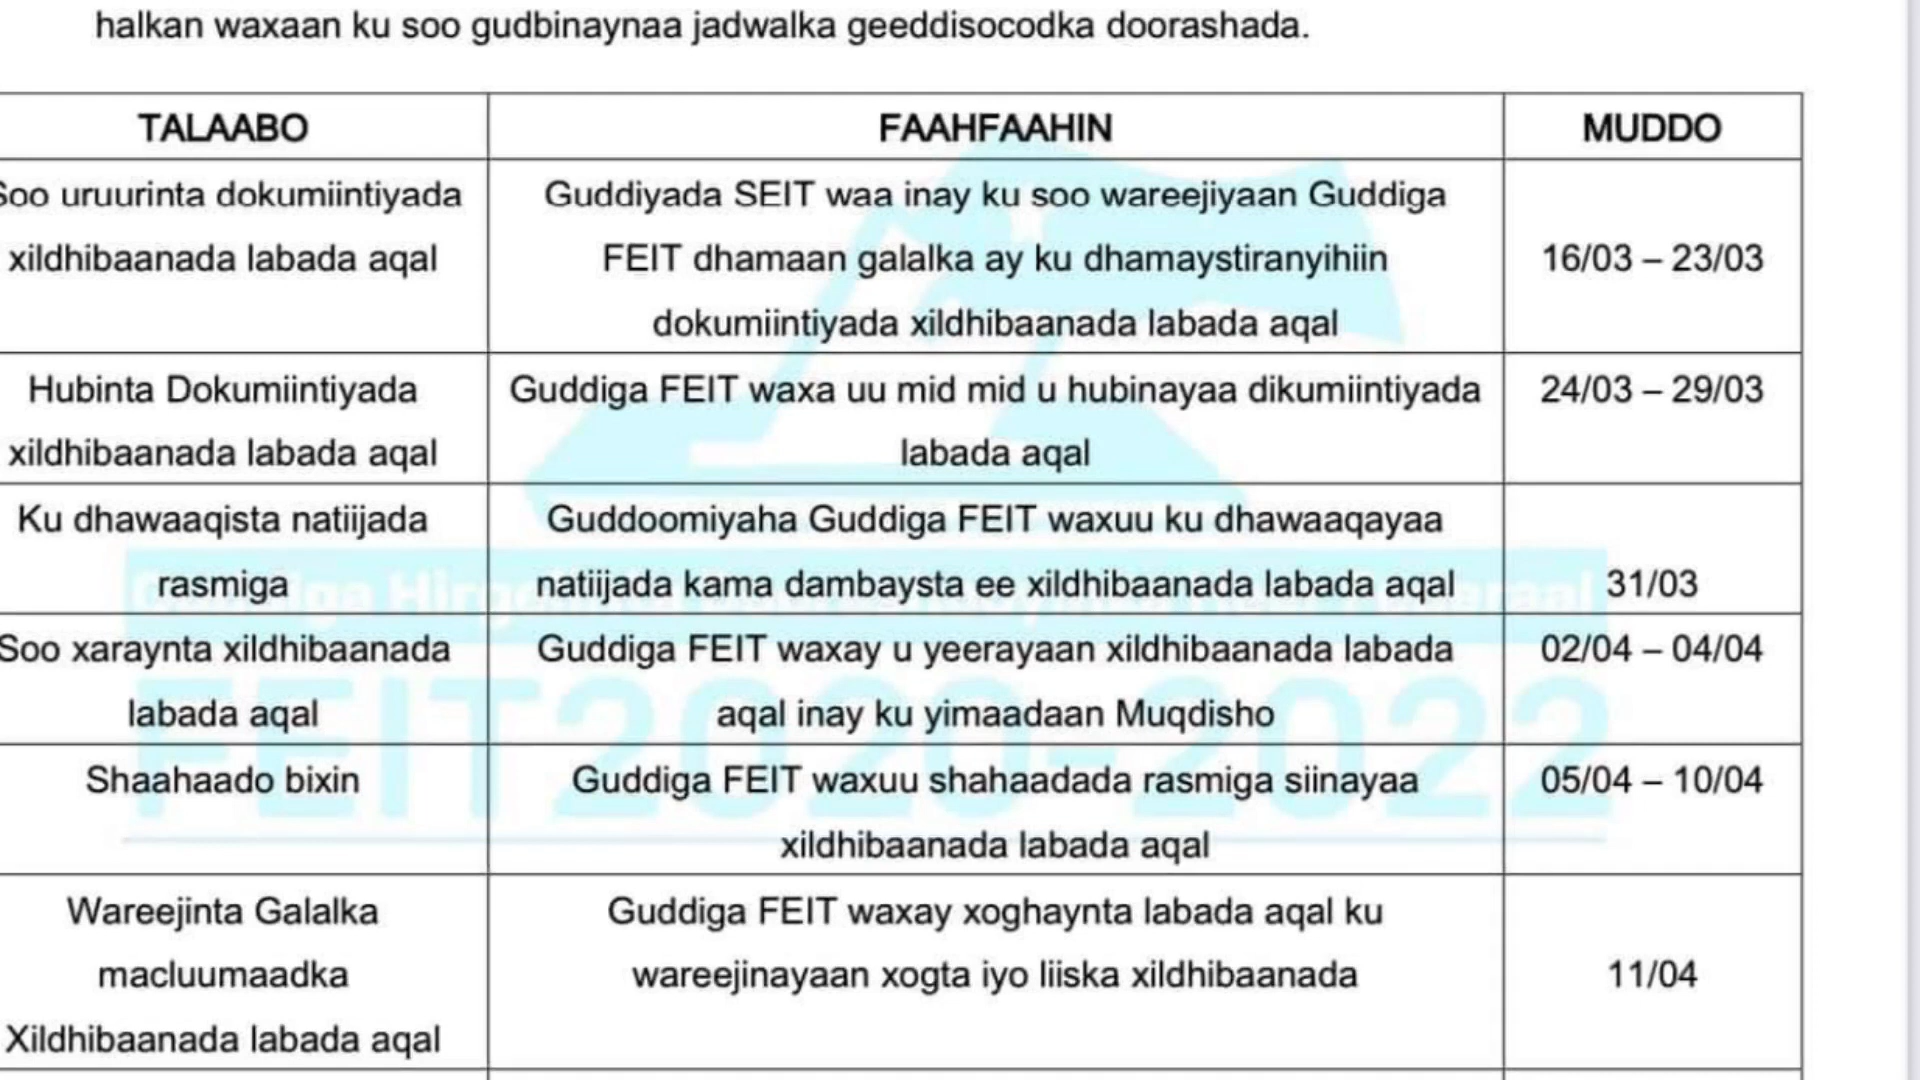 halkan waxaan ku soo gudbinaynaa jadwalka geeddisocodka doorashada.
TALAABO
FAAHFAAHIN
MUDDO
Soo uruurinta dokumiintiyada
xildhibaanada labada aqal
Guddiyada SEIT waa inay ku soo wareejiyaan Guddiga
FEIT dhamaan galalka ay ku dhamaystiranyihiin
dokumiintiyada xildhibaanada labada aqal
16/03 – 23/03
Hubinta Dokumiintiyada
xildhibaanada labada aqal
Guddiga FEIT waxa uu mid mid u hubinayaa dikumiintiyada
labada aqal
24/03 – 29/03
Ku dhawaaqista natiijada
rasmiga
Guddoomiyaha Guddiga FEIT waxuu ku dhawaaqayaa
natiijada kama dambaysta ee xildhibaanada labada aqal
31/03
Soo xaraynta xildhibaanada
labada aqal
Guddiga FEIT waxay u yeerayaan xildhibaanada labada
aqal inay ku yimaadaan Muqdisho
02/04 – 04/04
Shaahaado bixin
Guddiga FEIT waxuu shahaadada rasmiga siinayaa
xildhibaanada labada aqal
05/04 – 10/04
Wareejinta Galalka
macluumaadka
Xildhibaanada labada aqal
Guddiga FEIT waxay xoghaynta labada aqal ku
wareejinayaan xogta iyo liiska xildhibaanada
11/04
FEIT2020-2022